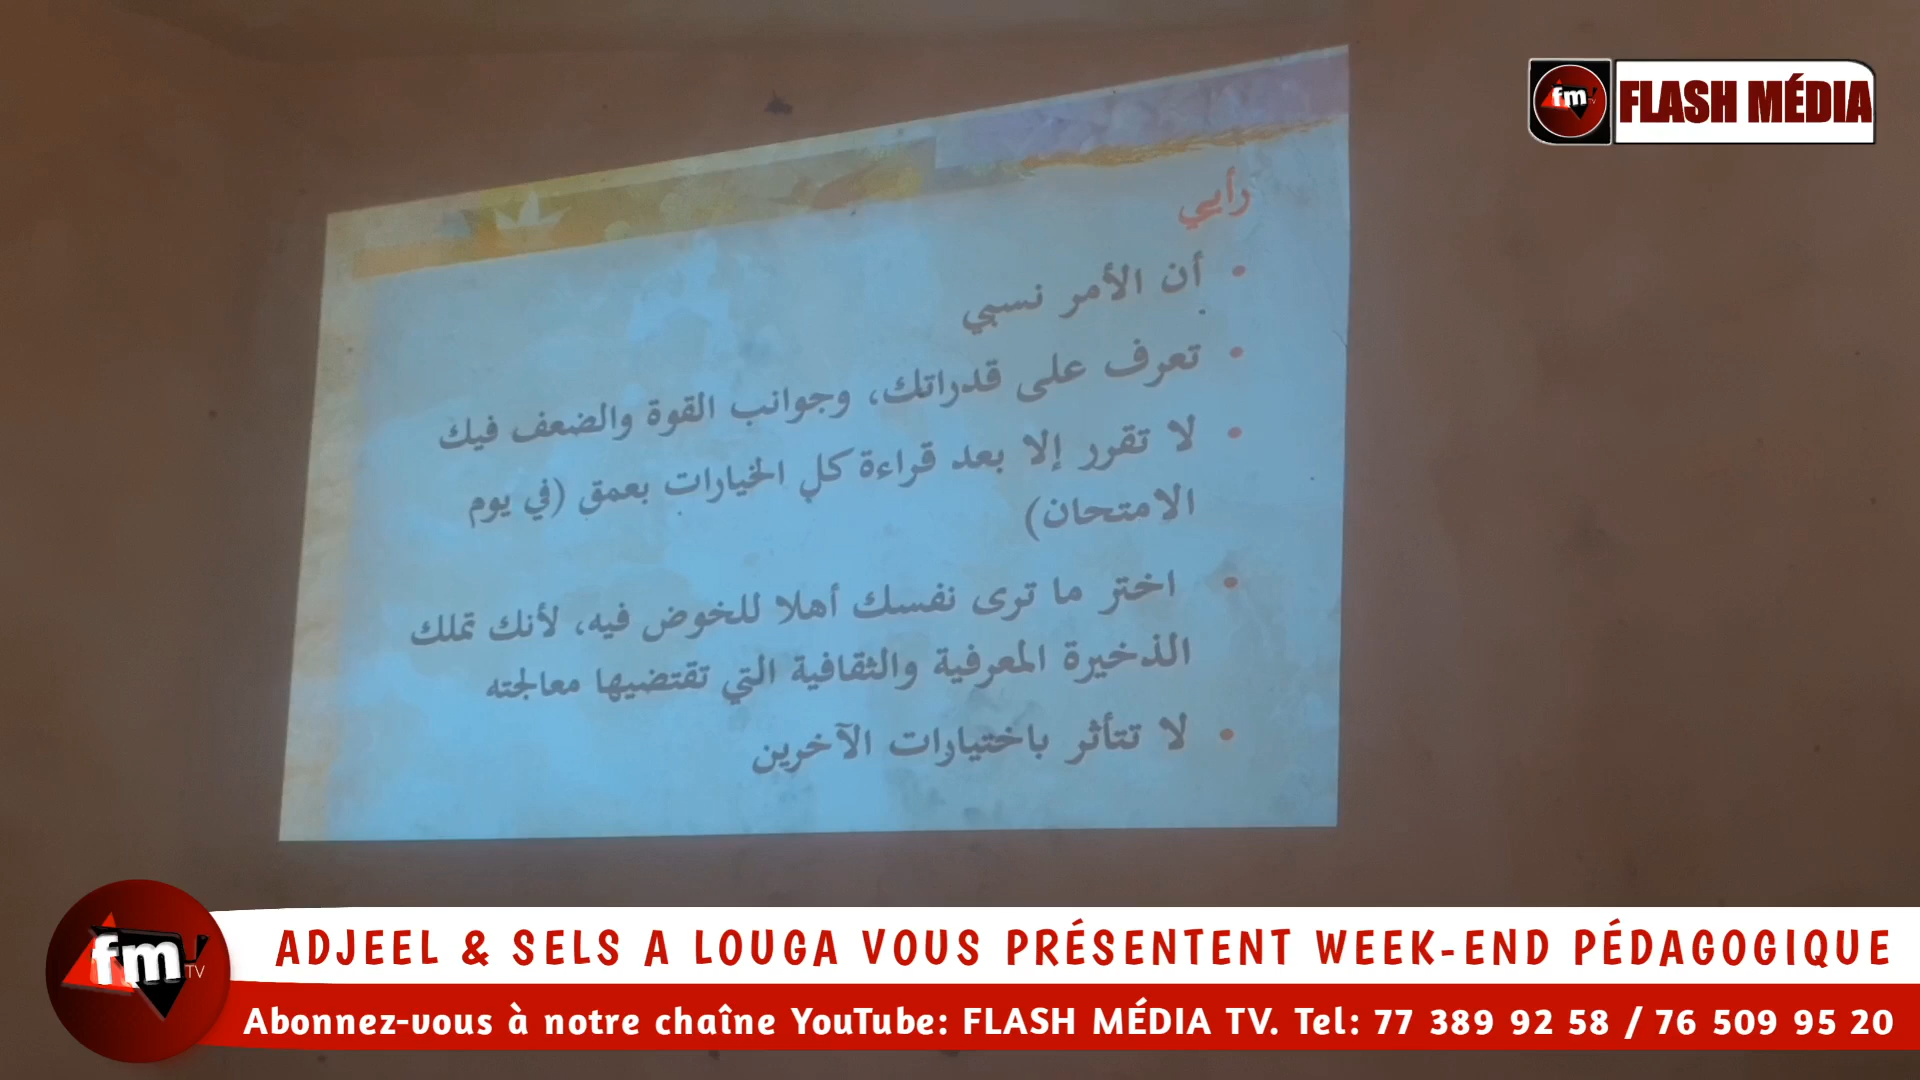 FLASH MÉDIA
fm TV
رأيي
• أن الأمر نسبي
• تعرف على قدراتك، وجوانب القوة والضعف فيك
• لا تقرر إلا بعد قراءة كل الخيارات بعمق (في يوم
الامتحان)
• اختر ما ترى نفسك أهلا للخوض فيه، لأنك تملك
الذخيرة المعرفية والثقافية التي تقتضيها معالجته
• لا تتأثر باختيارات الآخرين
fm! TV
ADJEEL & SELS A LOUGA VOUS PRÉSENTENT WEEK-END PÉDAGOGIQUE
Abonnez-vous à notre chaîne YouTube: FLASH MÉDIA TV. Tel: 77 389 92 58 / 76 509 95 20